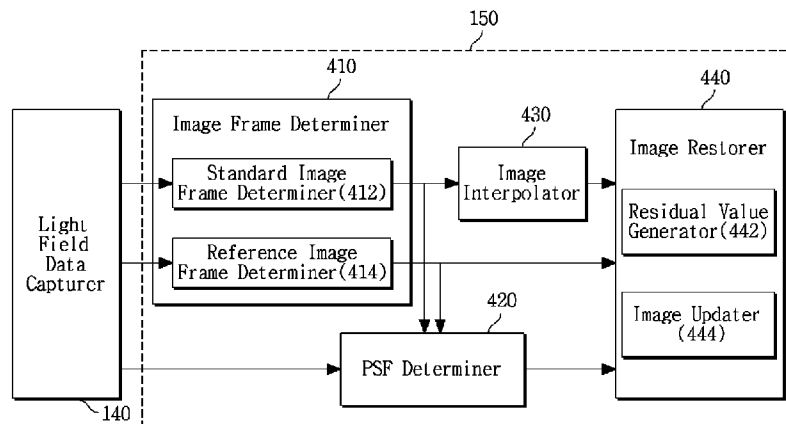 150
410
Image Frame Determiner
Standard Image
Frame Determiner(412)
Reference Image
Frame Determiner(414)
430
Image
Interpolator
440
Image Restorer
Residual Value
Generator(442)
Image Updater
(444)
Light
Field
Data
Capturer
420
PSF Determiner
140